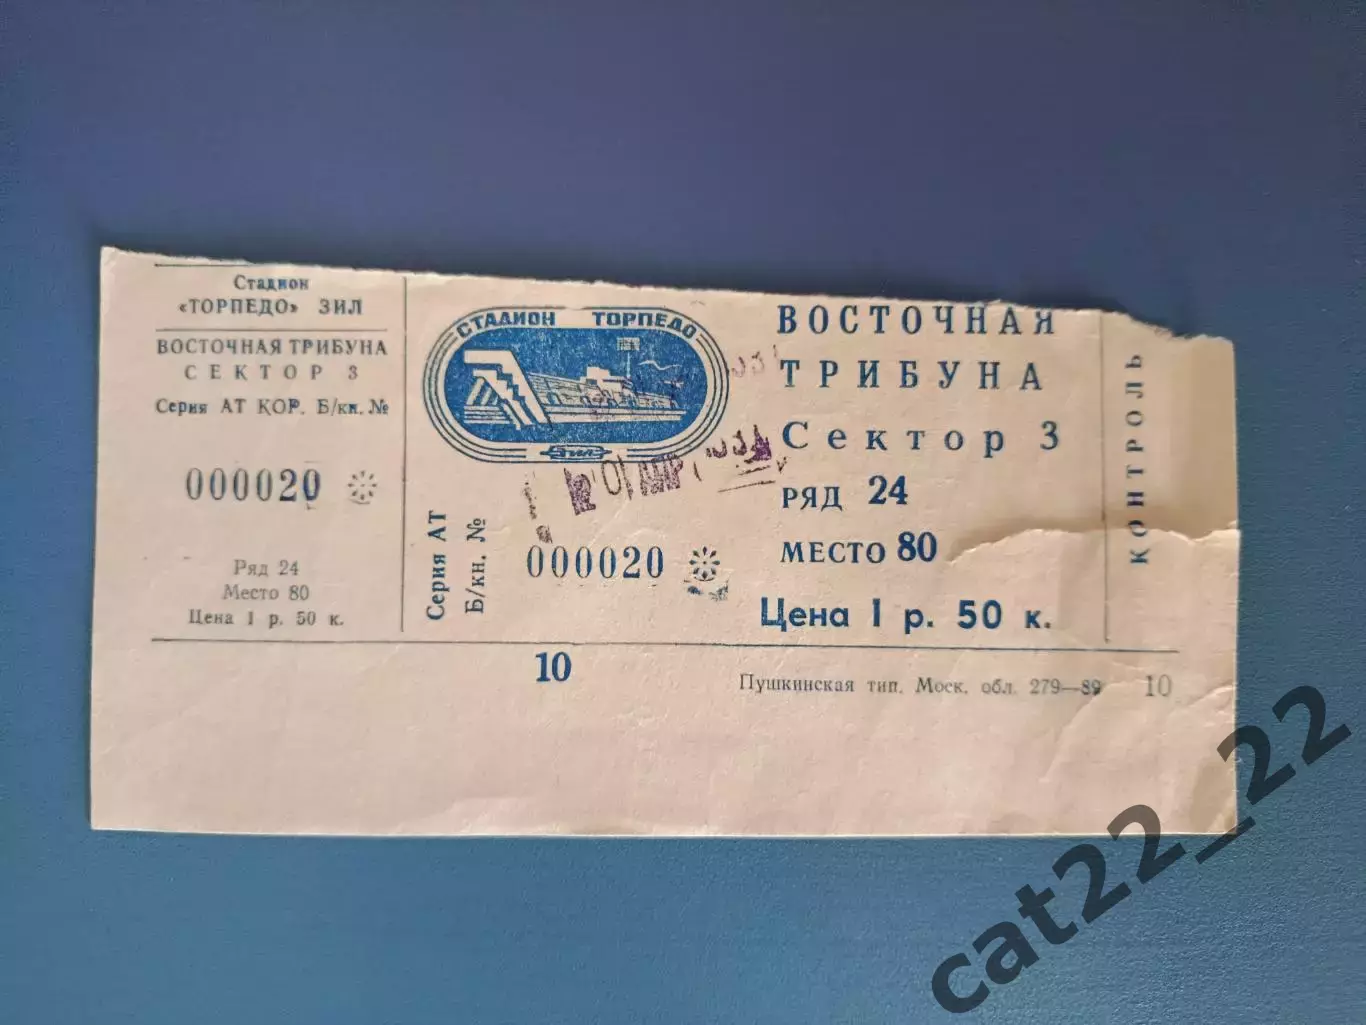 Стадион
«ТОРПЕДО» ЗИЛ
ВОСТОЧНАЯ ТРИБУНА
СЕКТОР 3
Серия АТ КОР. Б/кн. №
000020
Ряд 24
Место 80
Цена 1 р. 50 к.
СТАДИОН ТОРПЕДО
ЗИЛ
Серия АТ
Б/кн. №
000020
10
ВОСТОЧНАЯ
ТРИБУНА
Сектор 3
РЯД 24
МЕСТО 80
Цена 1 р. 50 к.
Пушкинская тип. Моск. обл. 279—89
КОНТРОЛЬ
10
cat22_22